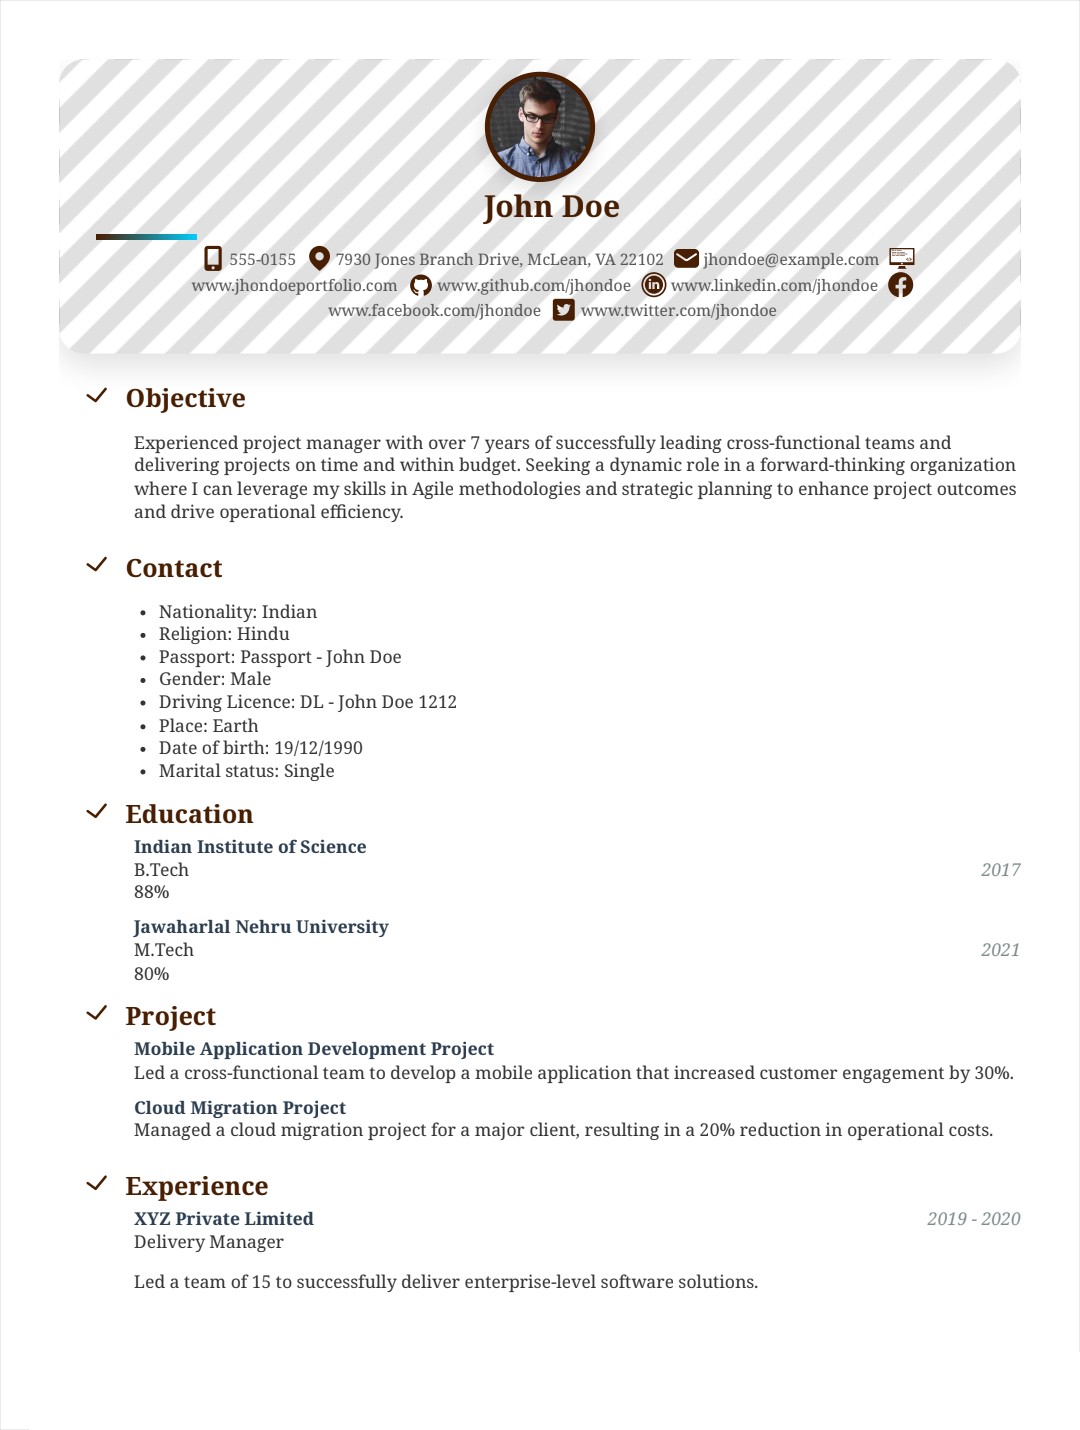 John Doe
555-0155 7930 Jones Branch Drive, McLean, VA 22102 jhondoe@example.com
www.jhondoeportfolio.com www.github.com/jhondoe www.linkedin.com/jhondoe
www.facebook.com/jhondoe www.twitter.com/jhondoe
Objective
Experienced project manager with over 7 years of successfully leading cross-functional teams and
delivering projects on time and within budget. Seeking a dynamic role in a forward-thinking organization
where I can leverage my skills in Agile methodologies and strategic planning to enhance project outcomes
and drive operational efficiency.
Contact
• Nationality: Indian
• Religion: Hindu
• Passport: Passport - John Doe
• Gender: Male
• Driving Licence: DL - John Doe 1212
• Place: Earth
• Date of birth: 19/12/1990
• Marital status: Single
Education
Indian Institute of Science
B.Tech 2017
88%
Jawaharlal Nehru University
M.Tech 2021
80%
Project
Mobile Application Development Project
Led a cross-functional team to develop a mobile application that increased customer engagement by 30%.
Cloud Migration Project
Managed a cloud migration project for a major client, resulting in a 20% reduction in operational costs.
Experience
XYZ Private Limited 2019 - 2020
Delivery Manager
Led a team of 15 to successfully deliver enterprise-level software solutions.